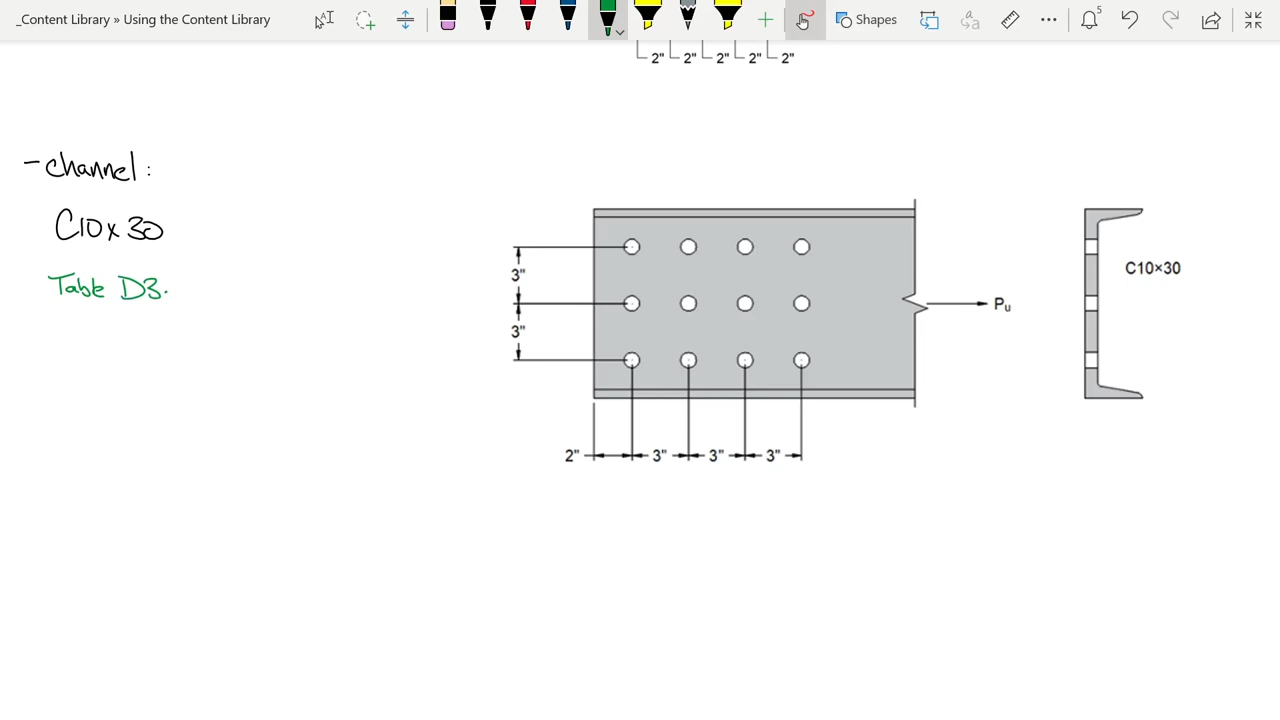 _Content Library » Using the Content Library
Shapes
5
2" 2" 2" 2" 2"
- Channel:
C10x30
Table D3.
3"
3"
Pu
C10×30
2" 3" 3" 3"